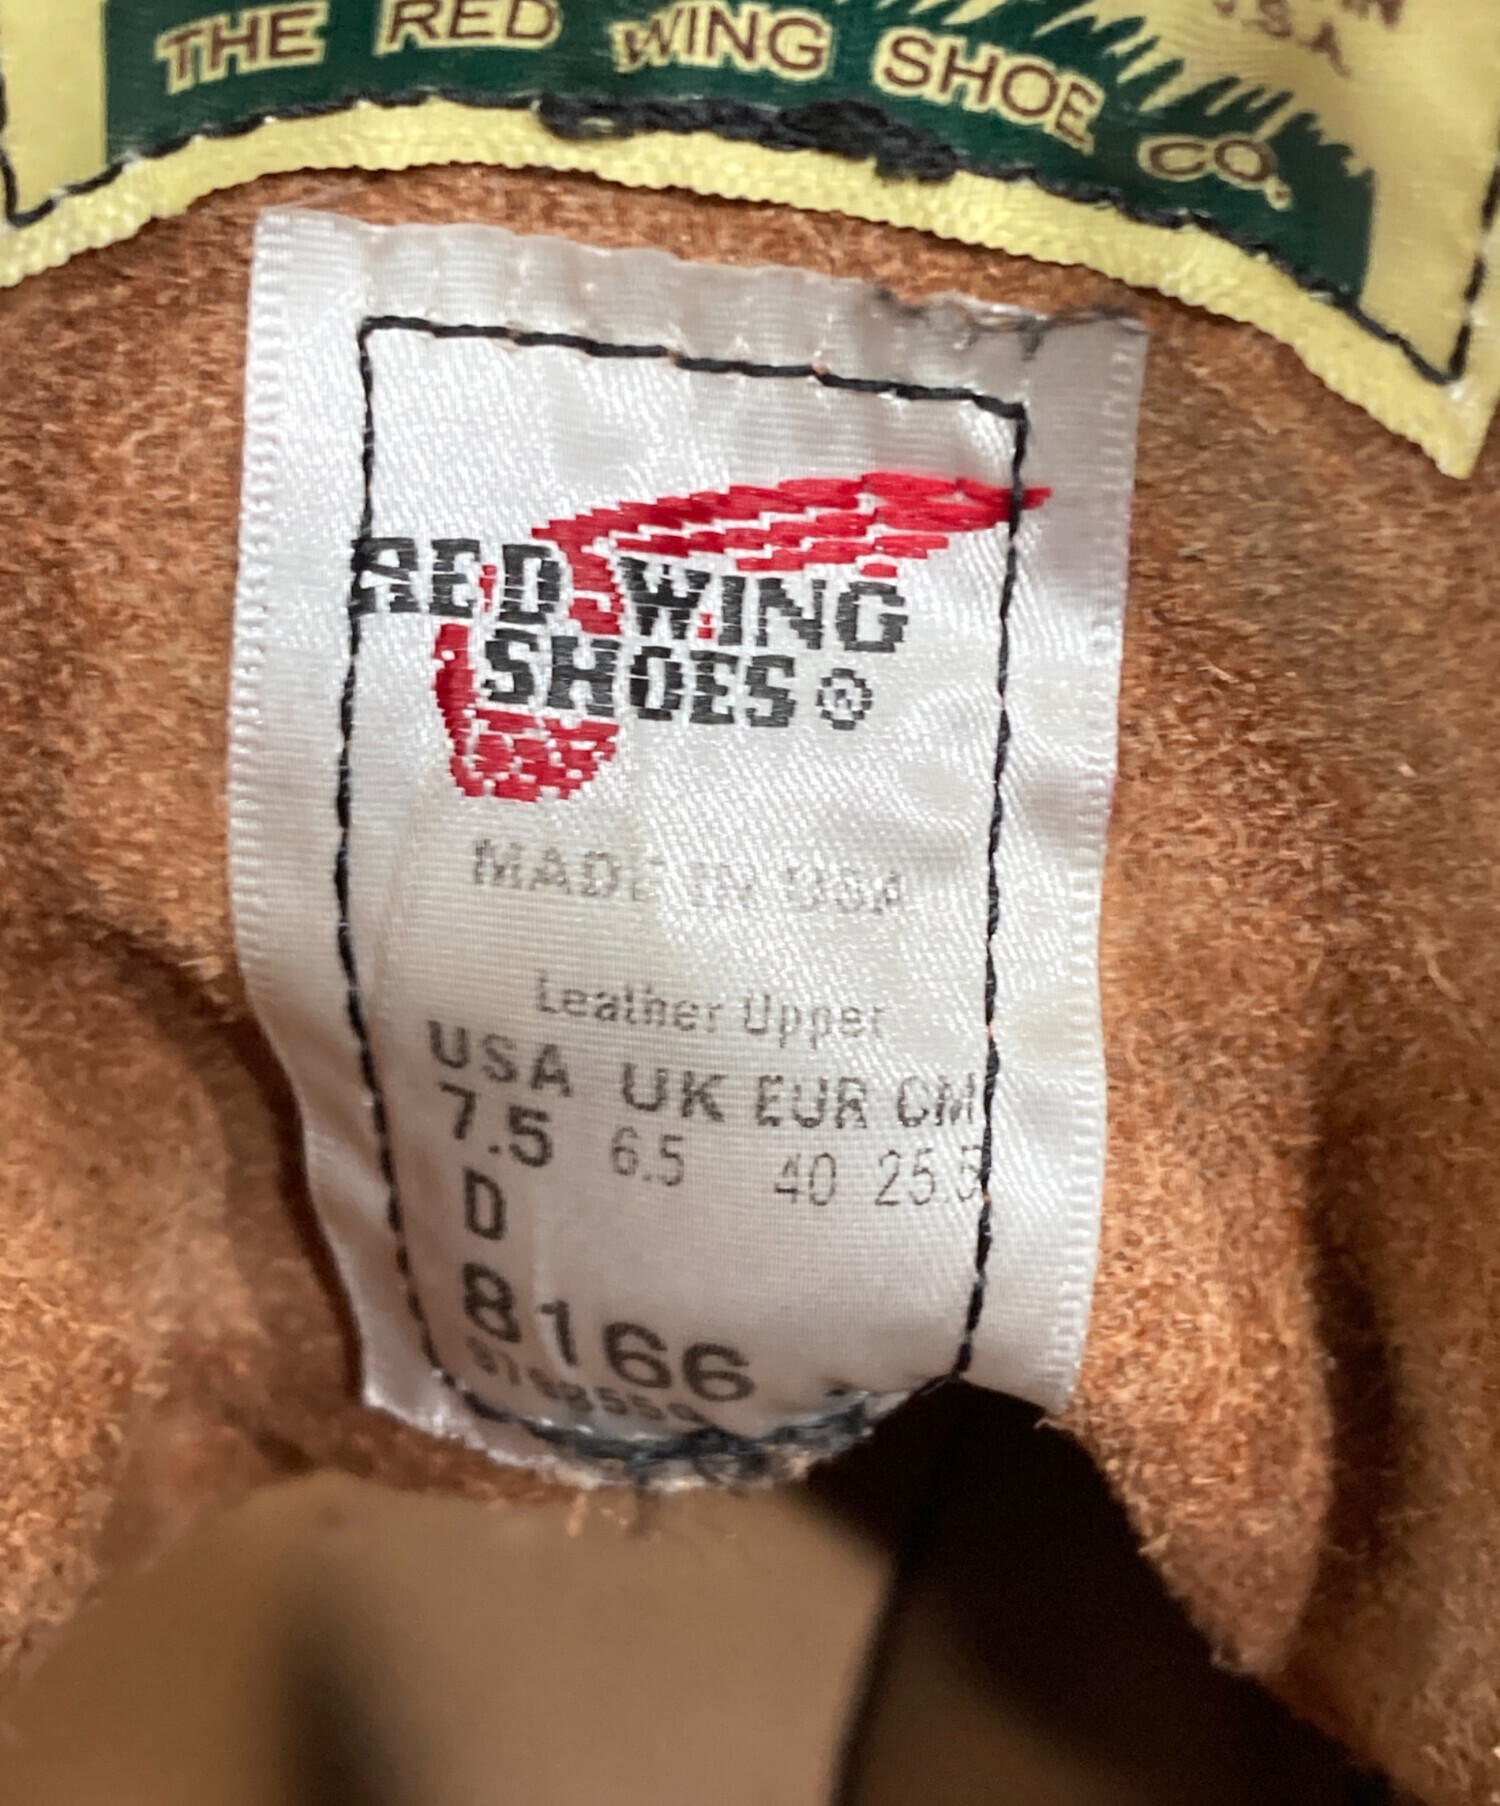 THE RED WING SHOE CO.
USA
RED WING
SHOES ®
MADE IN USA
Leather Upper
USA UK EUR CM
7.5 6.5 40 25.5
D
8166